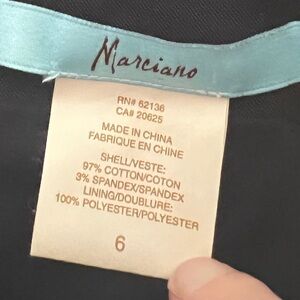 Marciano
RN# 62136
CA# 20625
MADE IN CHINA
FABRIQUE EN CHINE
SHELL/VESTE:
97% COTTON/COTON
3% SPANDEX/SPANDEX
LINING/DOUBLURE:
100% POLYESTER/POLYESTER
6